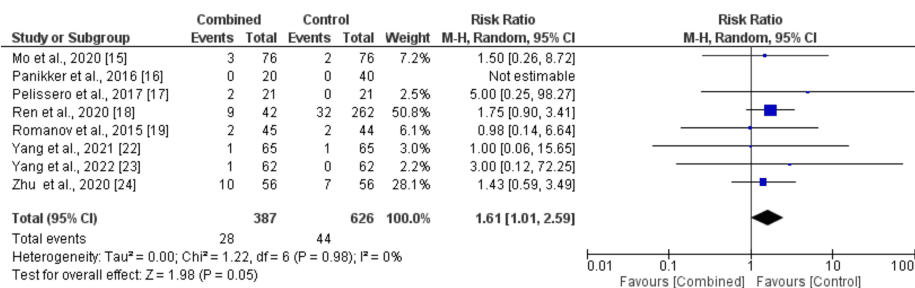 Combined Control Risk Ratio Risk Ratio
Study or Subgroup Events Total Events Total Weight M-H, Random, 95% CI M-H, Random, 95% CI
Mo et al., 2020 [15] 3 76 2 76 7.2% 1.50 [0.26, 8.72]
Panikker et al., 2016 [16] 0 20 0 40 Not estimable
Pelissero et al., 2017 [17] 2 21 0 21 2.5% 5.00 [0.25, 98.27]
Ren et al., 2020 [18] 9 42 32 262 50.8% 1.75 [0.90, 3.41]
Romanov et al., 2015 [19] 2 45 2 44 6.1% 0.98 [0.14, 6.64]
Yang et al., 2021 [22] 1 65 1 65 3.0% 1.00 [0.06, 15.65]
Yang et al., 2022 [23] 1 62 0 62 2.2% 3.00 [0.12, 72.25]
Zhu et al., 2020 [24] 10 56 7 56 28.1% 1.43 [0.59, 3.49]
Total (95% CI) 387 626 100.0% 1.61 [1.01, 2.59]
Total events 28 44
Heterogeneity: Tau² = 0.00; Chi² = 1.22, df = 6 (P = 0.98); I² = 0%
Test for overall effect: Z = 1.98 (P = 0.05)
0.01 0.1 1 10 100
Favours [Combined] Favours [Control]